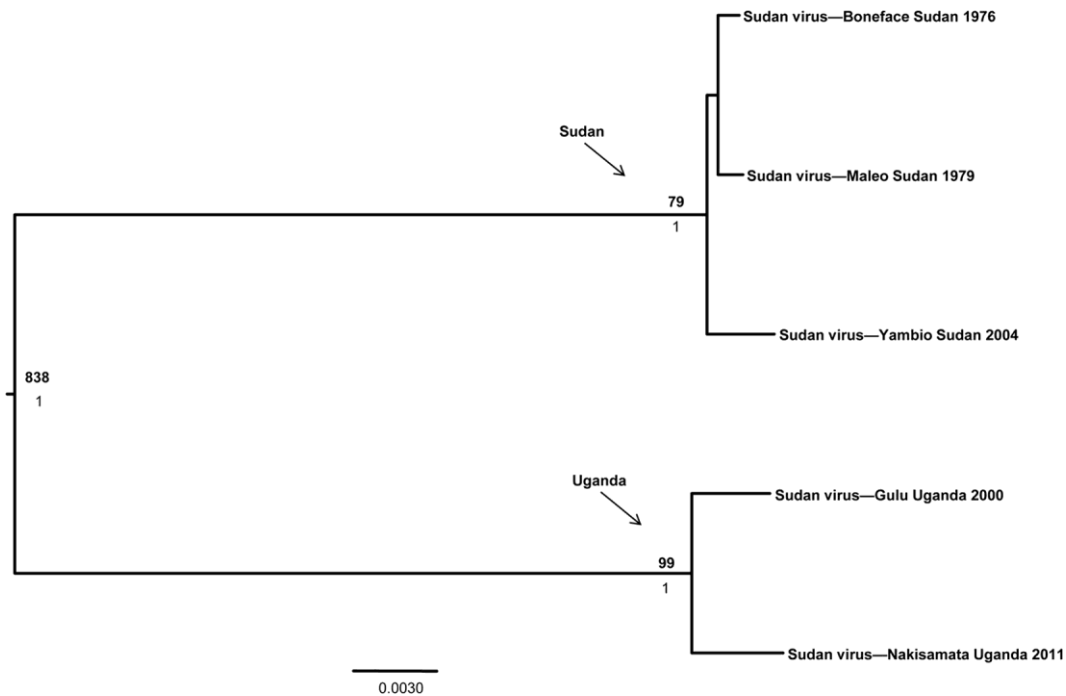 Sudan virus—Boneface Sudan 1976
Sudan
Sudan virus—Maleo Sudan 1979
79
1
Sudan virus—Yambio Sudan 2004
838
1
Uganda
Sudan virus—Gulu Uganda 2000
99
1
Sudan virus—Nakisamata Uganda 2011
0.0030